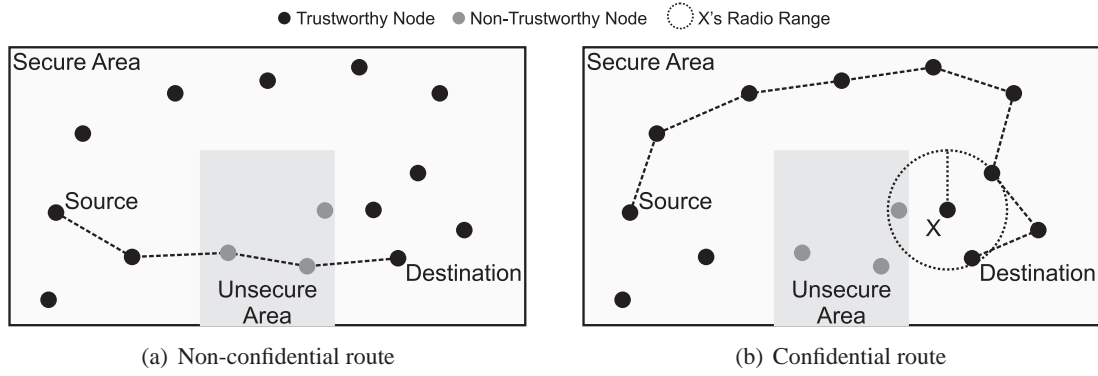 Trustworthy Node Non-Trustworthy Node X's Radio Range
Secure Area
Source
Destination
Unsecure
Area
(a) Non-confidential route
Secure Area
Source
X
Destination
Unsecure
Area
(b) Confidential route